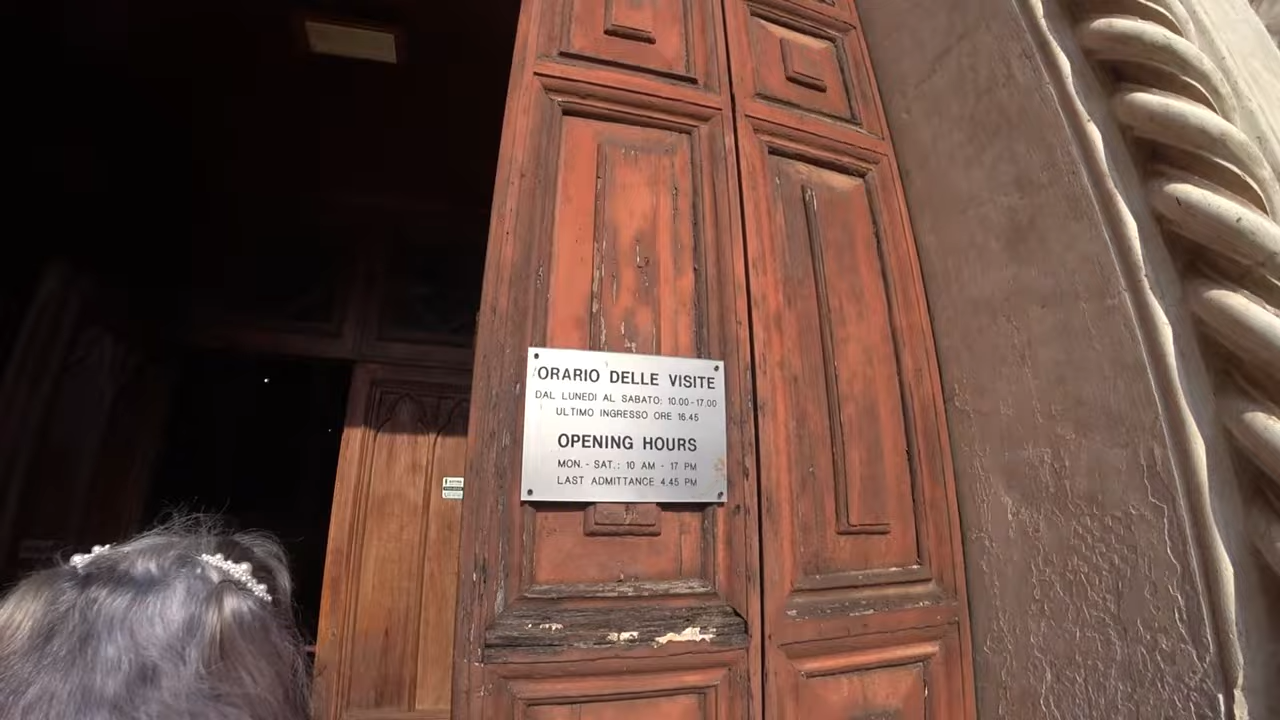 ORARIO DELLE VISITE
DAL LUNEDI AL SABATO: 10.00-17.00
ULTIMO INGRESSO ORE 16.45
OPENING HOURS
MON.- SAT.: 10 AM - 17 PM
LAST ADMITTANCE 4.45 PM